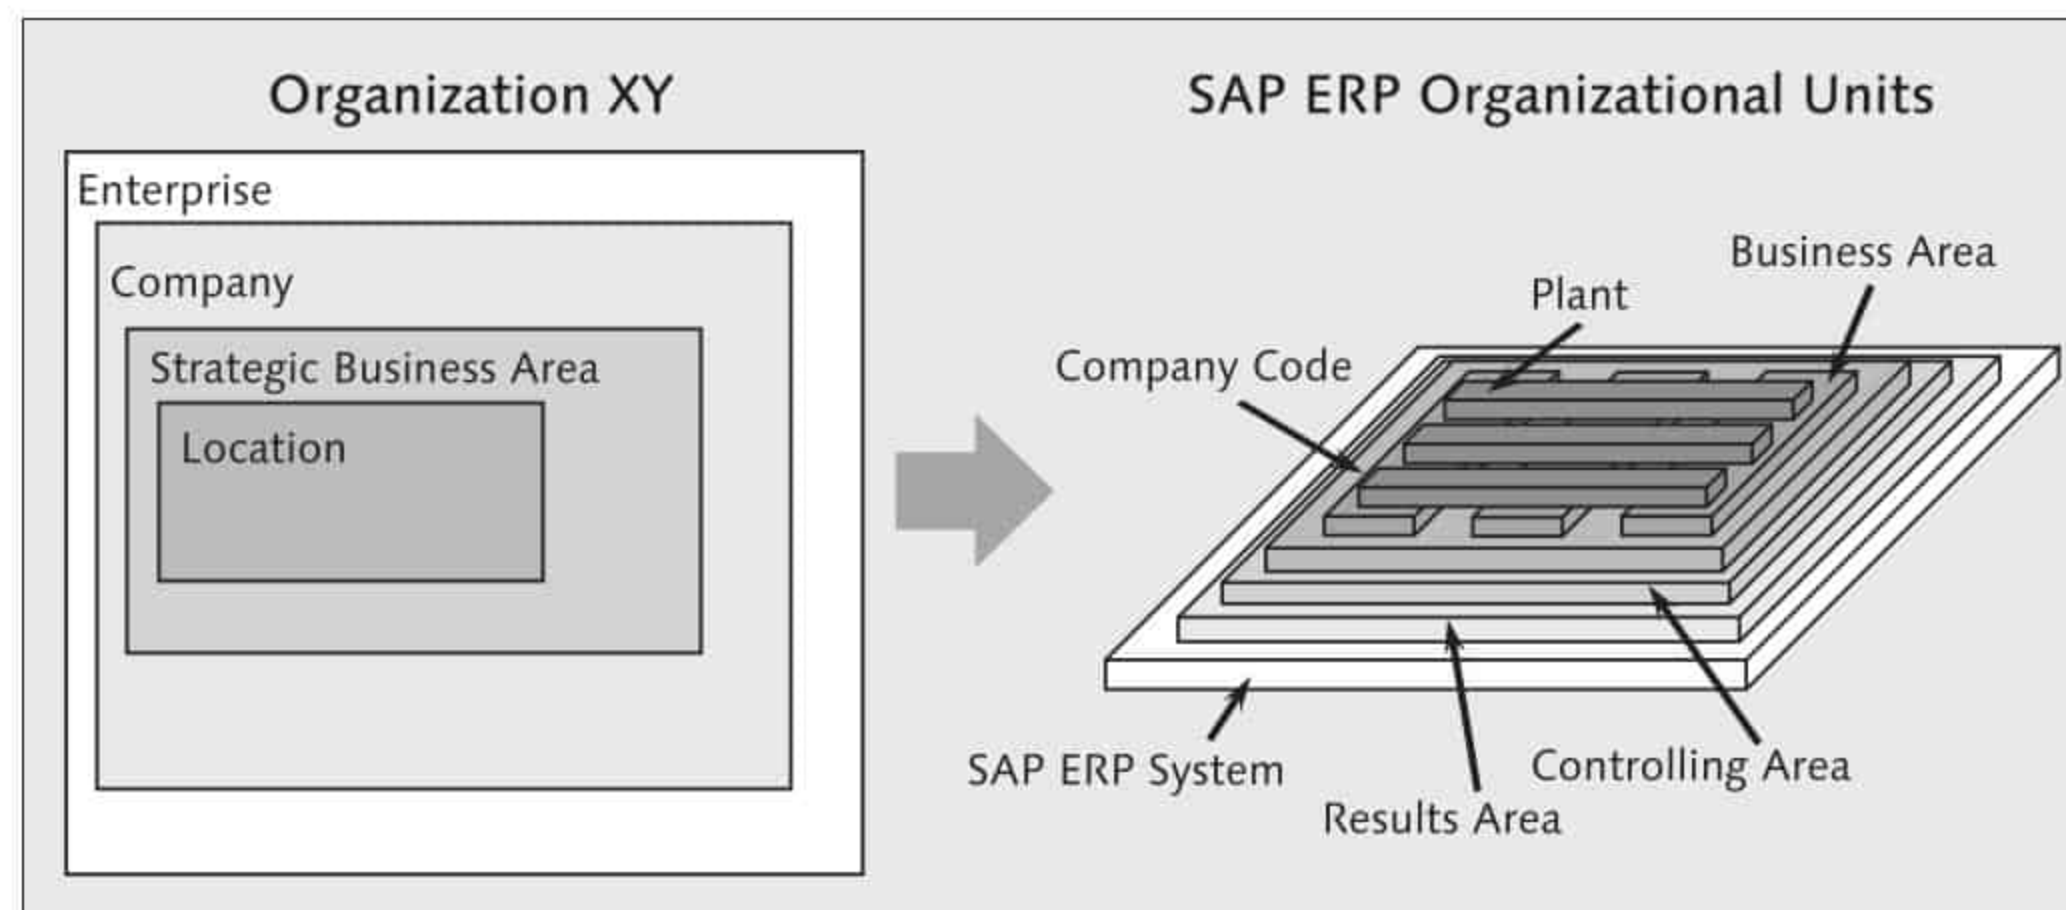 Organization XY
Enterprise
Company
Strategic Business Area
Location
SAP ERP Organizational Units
Business Area
Plant
Company Code
SAP ERP System
Controlling Area
Results Area